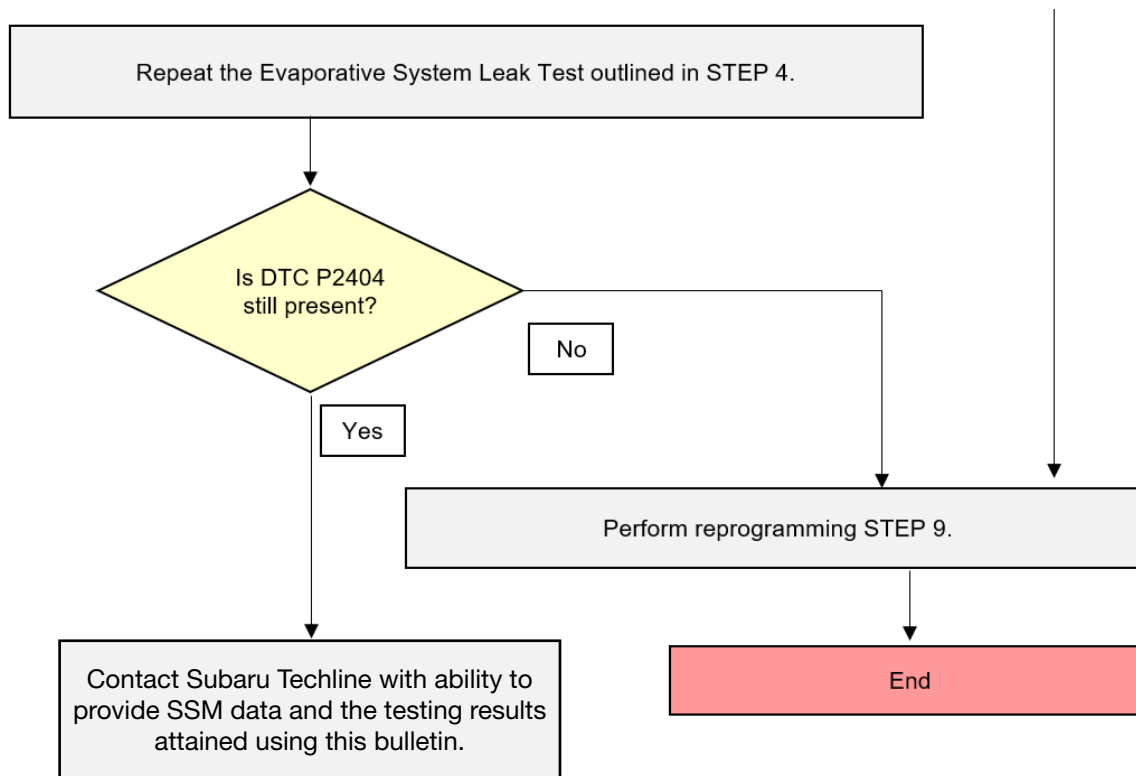 Repeat the Evaporative System Leak Test outlined in STEP 4.
Is DTC P2404
still present?
No
Yes
Perform reprogramming STEP 9.
Contact Subaru Techline with ability to
provide SSM data and the testing results
attained using this bulletin.
End